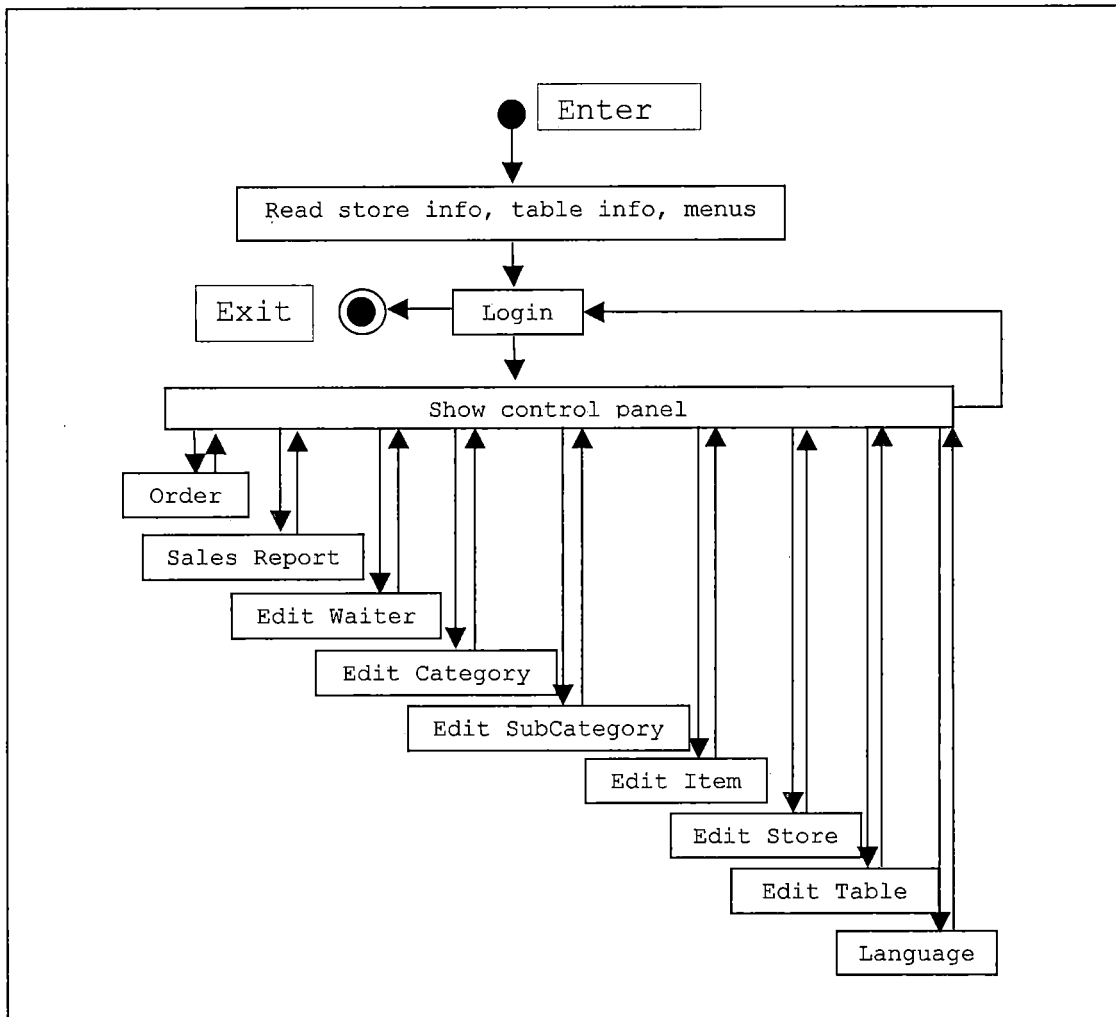 Enter
Read store info, table info, menus
Exit
Login
Show control panel
Order
Sales Report
Edit Waiter
Edit Category
Edit SubCategory
Edit Item
Edit Store
Edit Table
Language